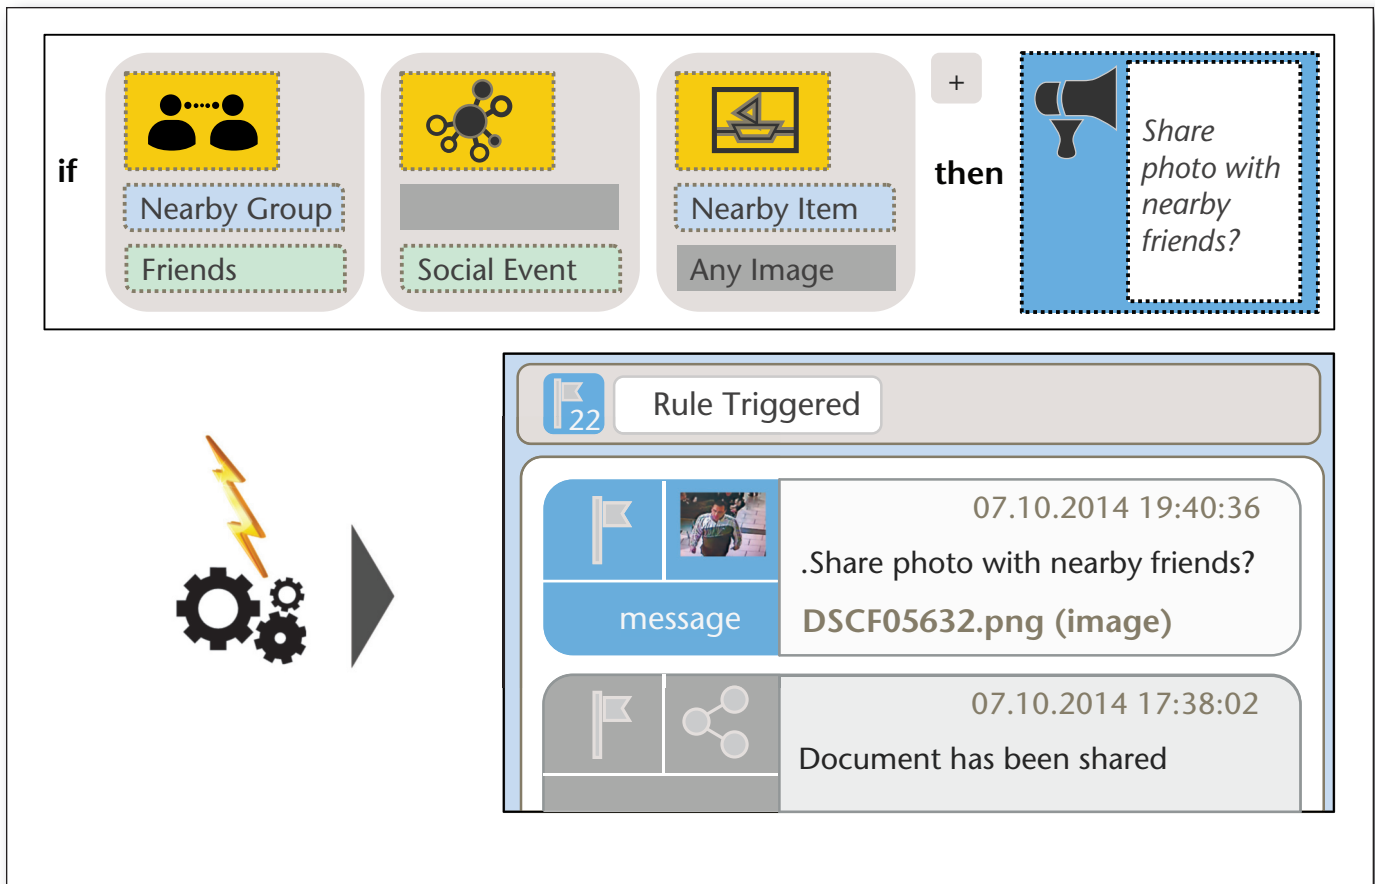 if
Nearby Group
Friends
Social Event
Nearby Item
Any Image
+
then
Share
photo with
nearby
friends?
22
Rule Triggered
07.10.2014 19:40:36
.Share photo with nearby friends?
message
DSCF05632.png (image)
07.10.2014 17:38:02
Document has been shared